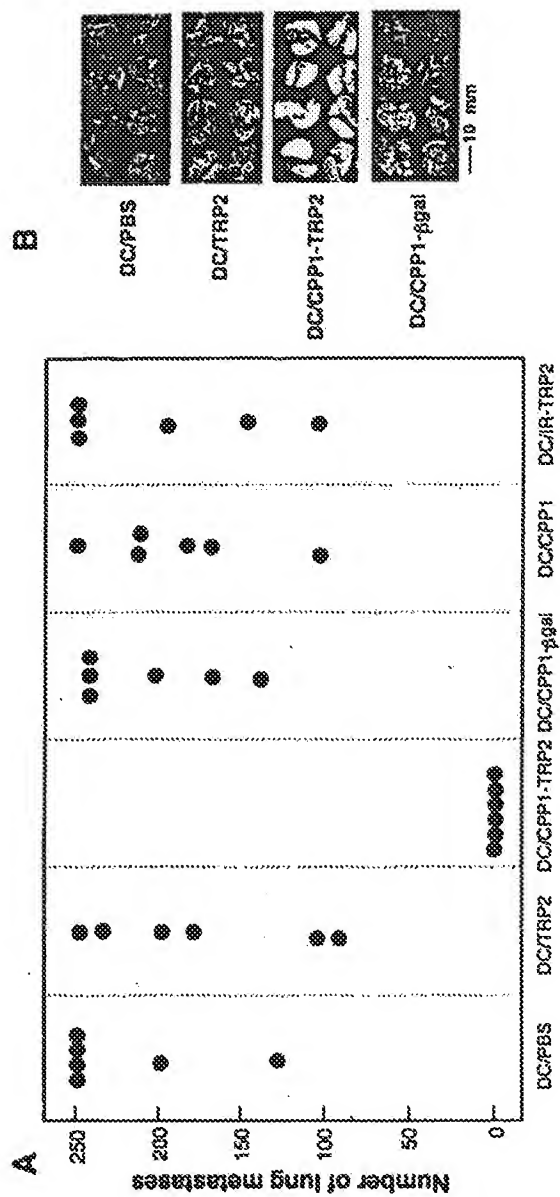 A
Number of lung metastases
250
200
150
100
50
0
DC/PBS
DC/TRP2
DC/CPP1-TRP2
DC/CPP1-βgal
DC/CPP1
DC/IR-TRP2
B
DC/PBS
DC/TRP2
DC/CPP1-TRP2
DC/CPP1-βgal
10 mm